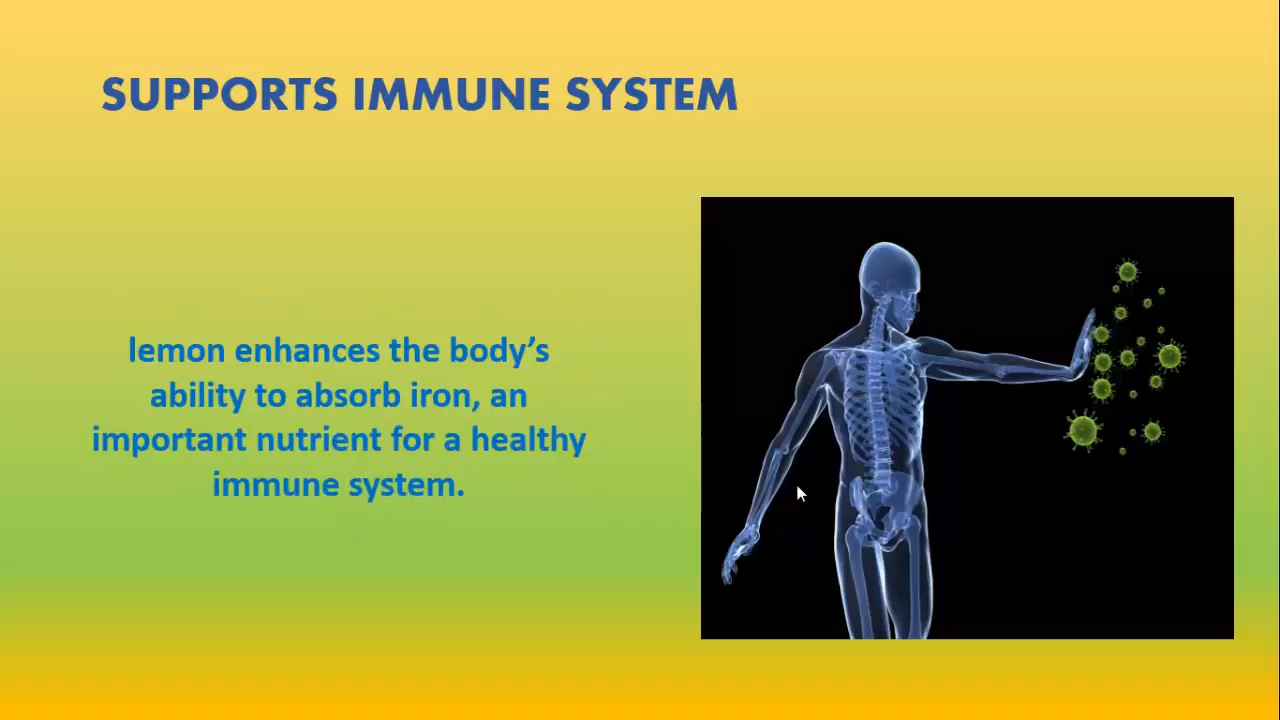 SUPPORTS IMMUNE SYSTEM
lemon enhances the body’s
ability to absorb iron, an
important nutrient for a healthy
immune system.